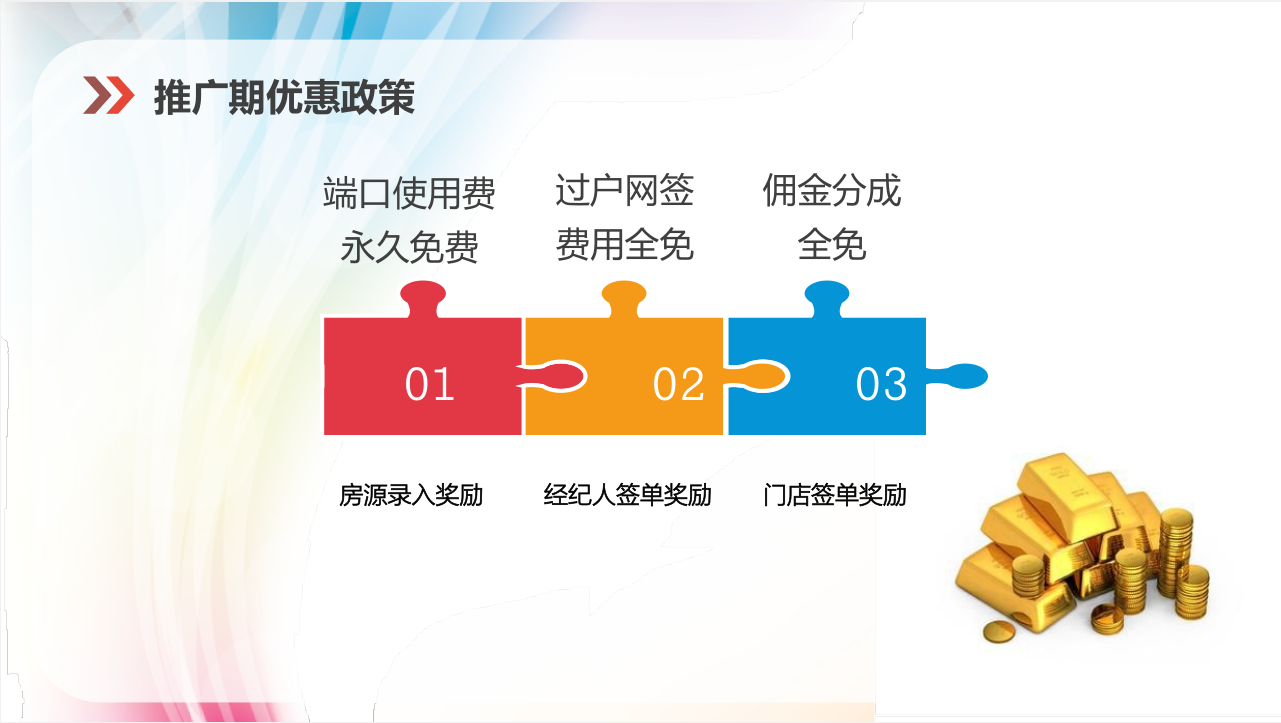 推广期优惠政策
端口使用费
永久免费
过户网签
费用全免
佣金分成
全免
01
02
03
房源录入奖励
经纪人签单奖励
门店签单奖励